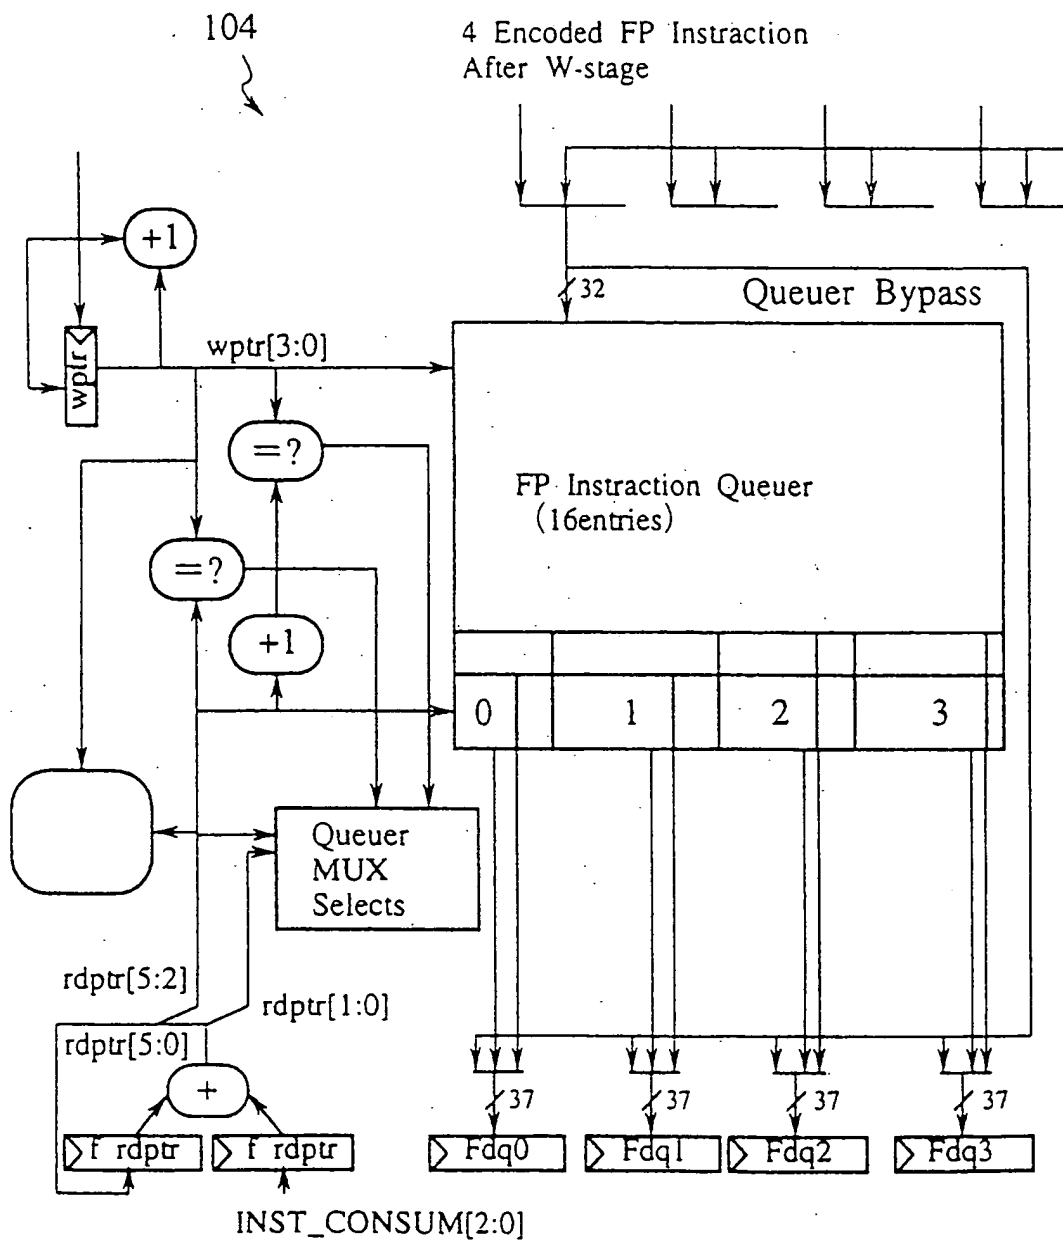 104
4 Encoded FP Instraction
After W-stage
+1
32
Queuer Bypass
wptr
wptr[3:0]
=?
FP Instraction Queuer
(16entries)
=?
+1
0 1 2 3
Queuer
MUX
Selects
rdptr[5:2]
rdptr[1:0]
rdptr[5:0]
+
37 37 37 37
f rdptr f rdptr Fdq0 Fdq1 Fdq2 Fdq3
INST_CONSUM[2:0]